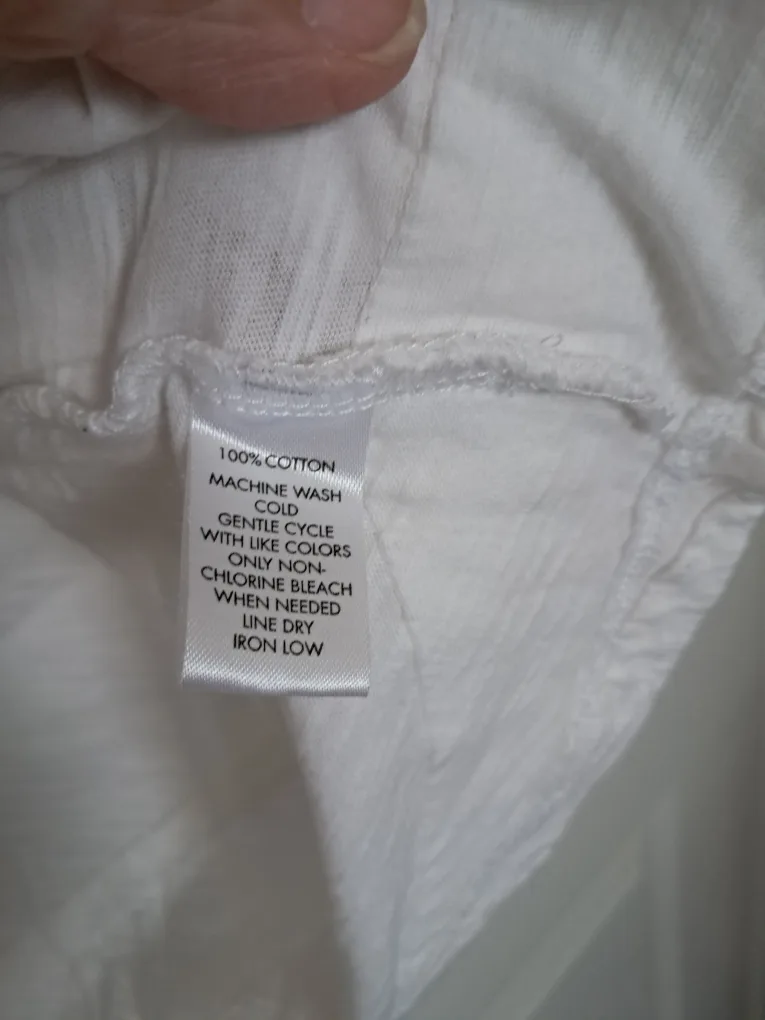 100% COTTON
MACHINE WASH
COLD
GENTLE CYCLE
WITH LIKE COLORS
ONLY NON-
CHLORINE BLEACH
WHEN NEEDED
LINE DRY
IRON LOW